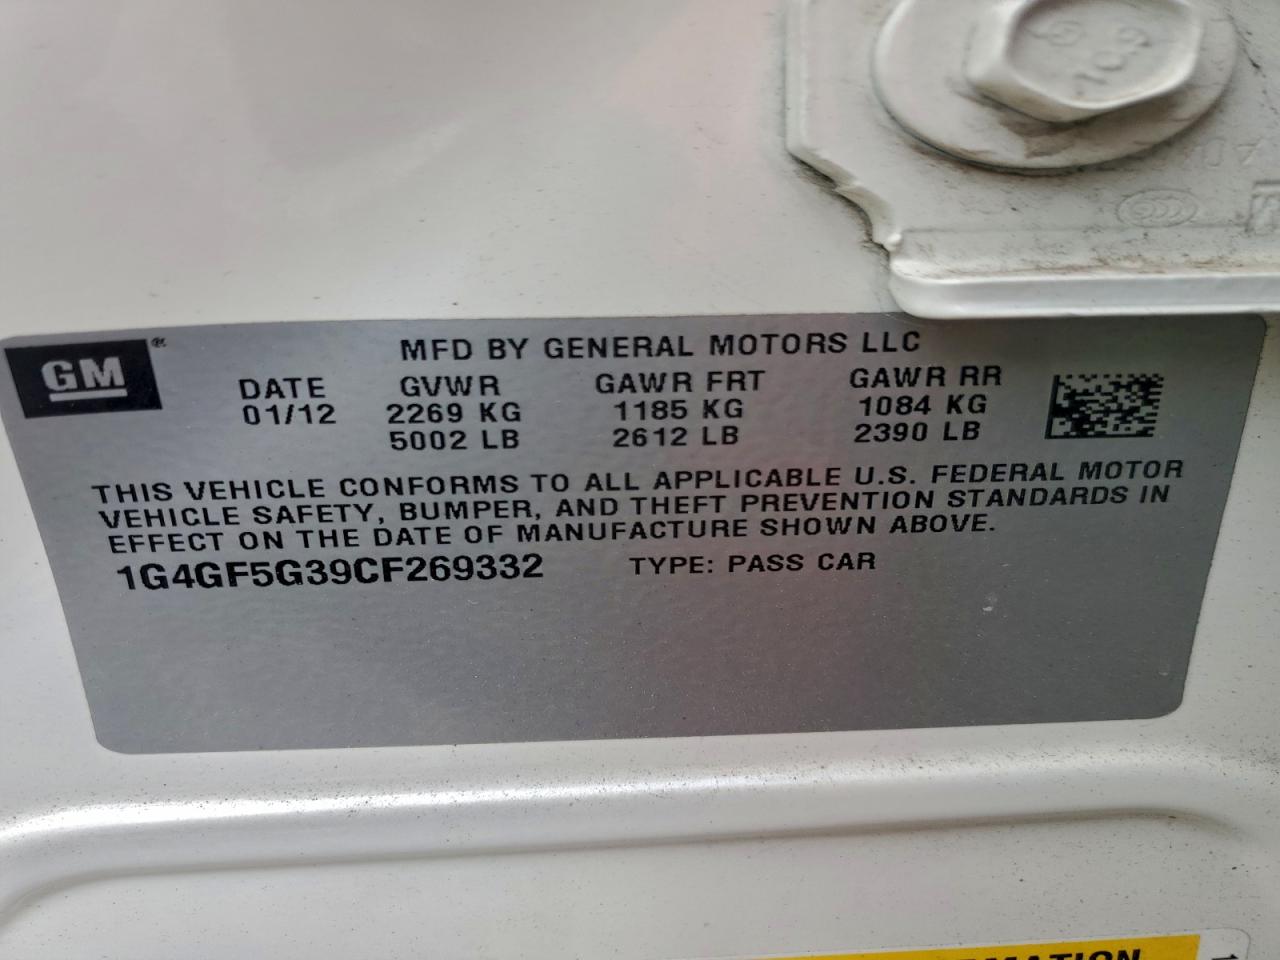 10.9
GM ®
MFD BY GENERAL MOTORS LLC
DATE GVWR GAWR FRT GAWR RR
01/12 2269 KG 1185 KG 1084 KG
5002 LB 2612 LB 2390 LB
THIS VEHICLE CONFORMS TO ALL APPLICABLE U.S. FEDERAL MOTOR
VEHICLE SAFETY, BUMPER, AND THEFT PREVENTION STANDARDS IN
EFFECT ON THE DATE OF MANUFACTURE SHOWN ABOVE.
1G4GF5G39CF269332 TYPE: PASS CAR